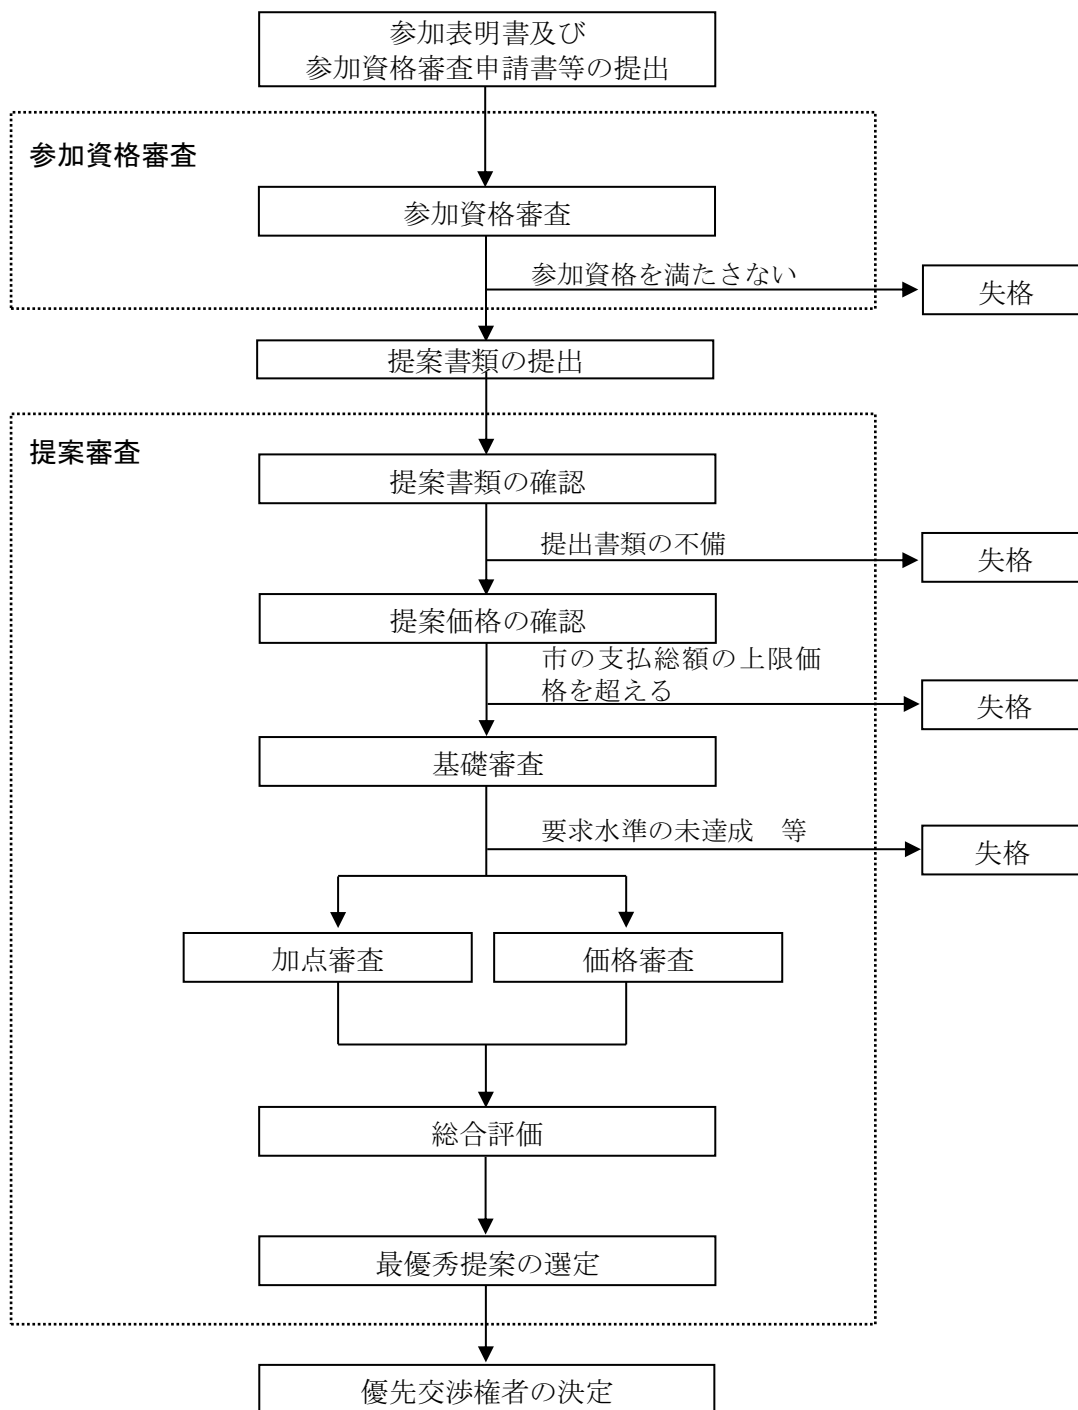 参加表明書及び
参加資格審査申請書等の提出
参加資格審査
参加資格審査
参加資格を満たさない
失格
提案書類の提出
提案審査
提案書類の確認
提出書類の不備
失格
提案価格の確認
市の支払総額の上限価
格を超える
失格
基礎審査
要求水準の未達成　等
失格
加点審査
価格審査
総合評価
最優秀提案の選定
優先交渉権者の決定